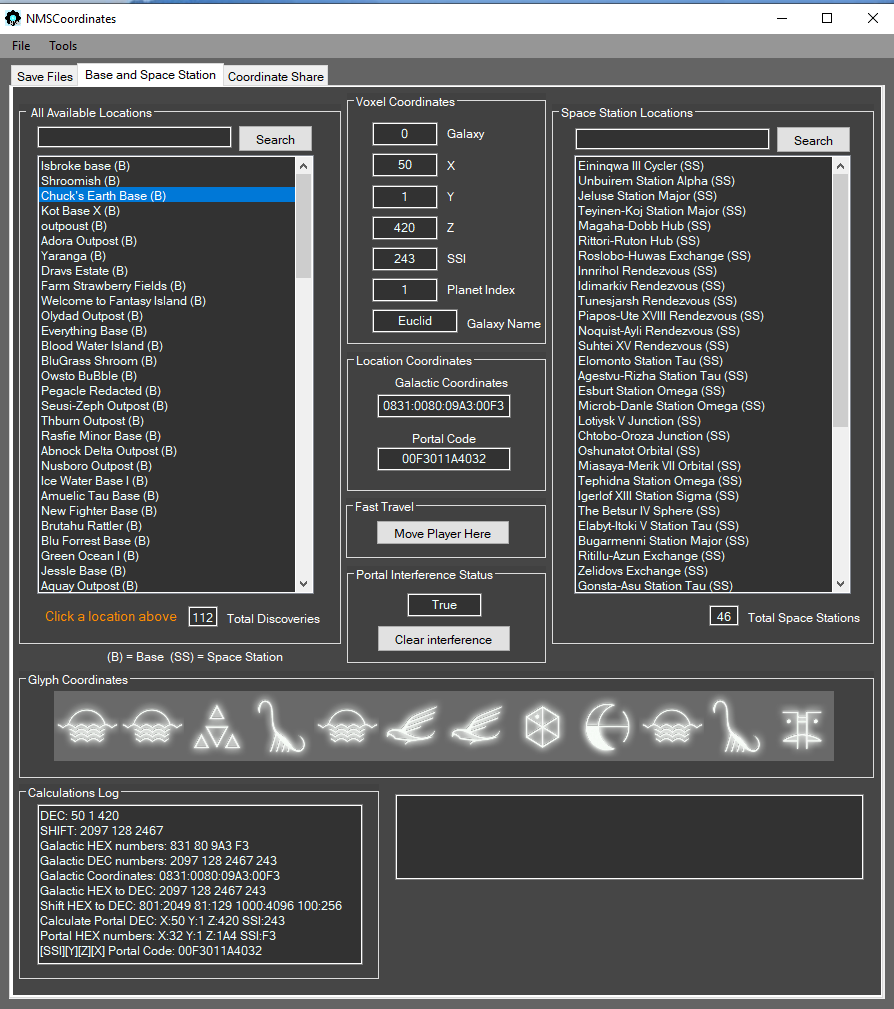 NMSCoordinates
File Tools
Save Files Base and Space Station Coordinate Share
All Available Locations
Search
Isbroke base (B)
Shroomish (B)
Chuck's Earth Base (B)
Kot Base X (B)
outpoust (B)
Adora Outpost (B)
Yaranga (B)
Dravs Estate (B)
Farm Strawberry Fields (B)
Welcome to Fantasy Island (B)
Olydad Outpost (B)
Everything Base (B)
Blood Water Island (B)
BluGrass Shroom (B)
Owsto BuBble (B)
Pegacle Redacted (B)
Seusi-Zeph Outpost (B)
Thburn Outpost (B)
Rasfie Minor Base (B)
Abnock Delta Outpost (B)
Nusboro Outpost (B)
Ice Water Base I (B)
Amuelic Tau Base (B)
New Fighter Base (B)
Brutahu Rattler (B)
Blu Forrest Base (B)
Green Ocean I (B)
Jessle Base (B)
Aquay Outpost (B)
Click a location above 112 Total Discoveries
(B) = Base (SS) = Space Station
Voxel Coordinates
0 Galaxy
50 X
1 Y
420 Z
243 SSI
1 Planet Index
Euclid Galaxy Name
Location Coordinates
Galactic Coordinates
0831:0080:09A3:00F3
Portal Code
00F3011A4032
Fast Travel
Move Player Here
Portal Interference Status
True
Clear interference
Space Station Locations
Search
Eininqwa III Cycler (SS)
Unbuirem Station Alpha (SS)
Jeluse Station Major (SS)
Teyinen-Koj Station Major (SS)
Magaha-Dobb Hub (SS)
Rittori-Ruton Hub (SS)
Roslobo-Huwas Exchange (SS)
Innrihol Rendezvous (SS)
Idimarkiv Rendezvous (SS)
Tunesjarsh Rendezvous (SS)
Piapos-Ute XVIII Rendezvous (SS)
Noquist-Ayli Rendezvous (SS)
Suhtei XV Rendezvous (SS)
Elomonto Station Tau (SS)
Agestvu-Rizha Station Tau (SS)
Esburt Station Omega (SS)
Microb-Danle Station Omega (SS)
Lotiysk V Junction (SS)
Chtobo-Oroza Junction (SS)
Oshunatot Orbital (SS)
Miasaya-Merik VII Orbital (SS)
Tephidna Station Omega (SS)
Igerlof XIII Station Sigma (SS)
The Betsur IV Sphere (SS)
Elabyt-Itoki V Station Tau (SS)
Bugarmenni Station Major (SS)
Ritillu-Azun Exchange (SS)
Zelidovs Exchange (SS)
Gonsta-Asu Station Tau (SS)
46 Total Space Stations
Glyph Coordinates
Calculations Log
DEC: 50 1 420
SHIFT: 2097 128 2467
Galactic HEX numbers: 831 80 9A3 F3
Galactic DEC numbers: 2097 128 2467 243
Galactic Coordinates: 0831:0080:09A3:00F3
Galactic HEX to DEC: 2097 128 2467 243
Shift HEX to DEC: 801:2049 81:129 1000:4096 100:256
Calculate Portal DEC: X:50 Y:1 Z:420 SSI:243
Portal HEX numbers: X:32 Y:1 Z:1A4 SSI:F3
[SSI][Y][Z][X] Portal Code: 00F3011A4032